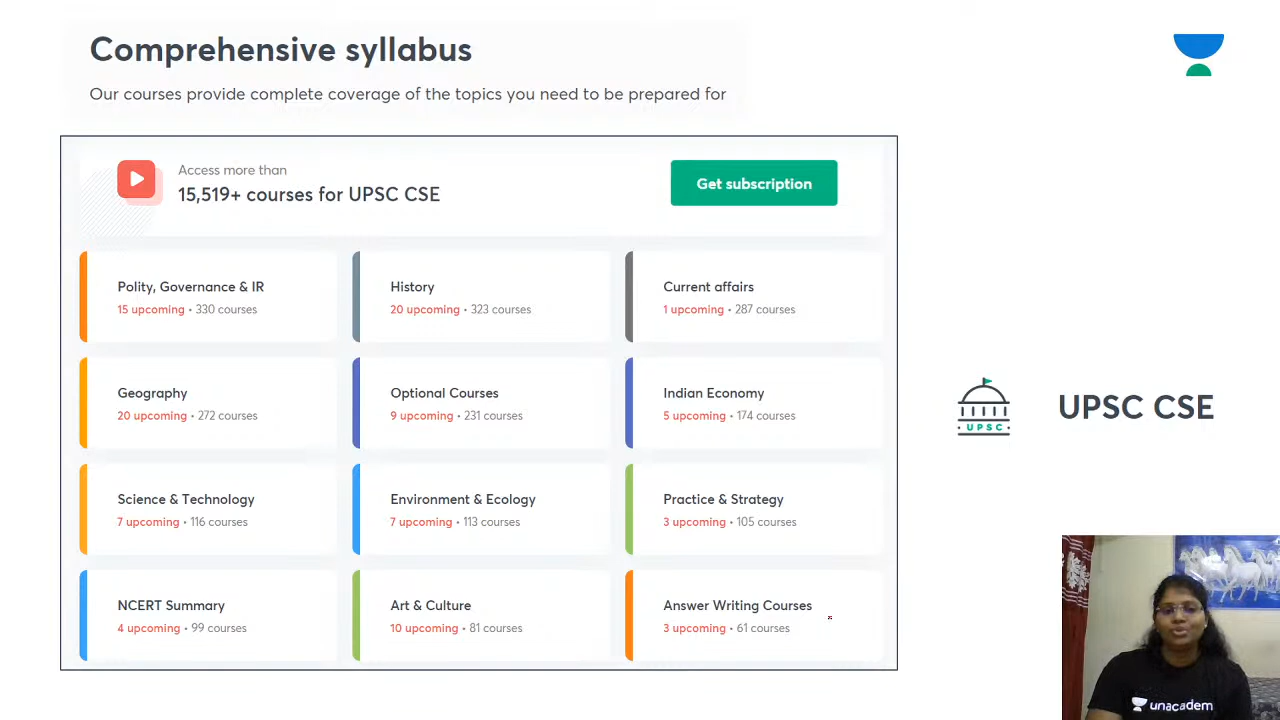 Comprehensive syllabus
Our courses provide complete coverage of the topics you need to be prepared for
Access more than
15,519+ courses for UPSC CSE
Get subscription
Polity, Governance & IR
15 upcoming • 330 courses
History
20 upcoming • 323 courses
Current affairs
1 upcoming • 287 courses
Geography
20 upcoming • 272 courses
Optional Courses
9 upcoming • 231 courses
Indian Economy
5 upcoming • 174 courses
Science & Technology
7 upcoming • 116 courses
Environment & Ecology
7 upcoming • 113 courses
Practice & Strategy
3 upcoming • 105 courses
NCERT Summary
4 upcoming • 99 courses
Art & Culture
10 upcoming • 81 courses
Answer Writing Courses
3 upcoming • 61 courses
UPSC
UPSC CSE
unacadem